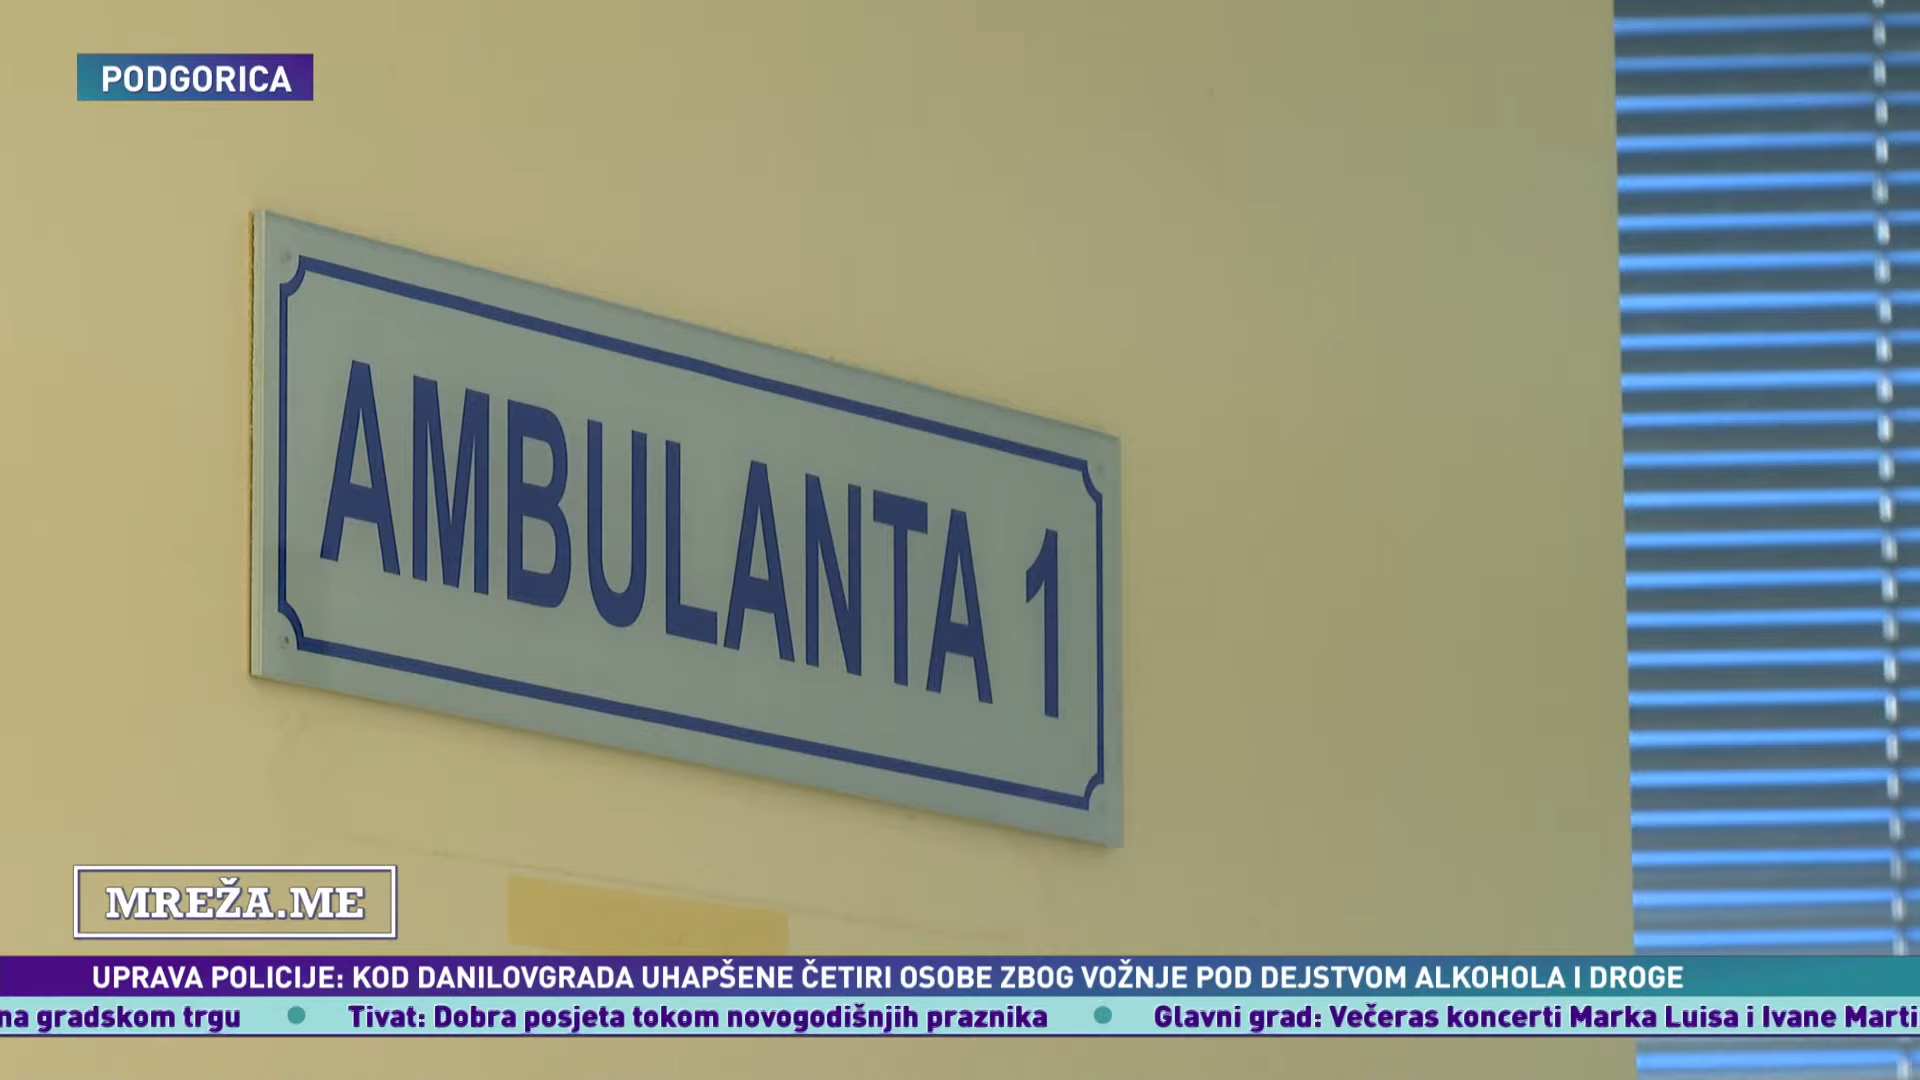 PODGORICA
AMBULANTA 1
MREŽA.ME
UPRAVA POLICIJE: KOD DANILOVGRADA UHAPŠENE ČETIRI OSOBE ZBOG VOŽNJE POD DEJSTVOM ALKOHOLA I DROGE
na gradskom trgu ● Tivat: Dobra posjeta tokom novogodišnjih praznika ● Glavni grad: Večeras koncerti Marka Luisa i Ivane Marti